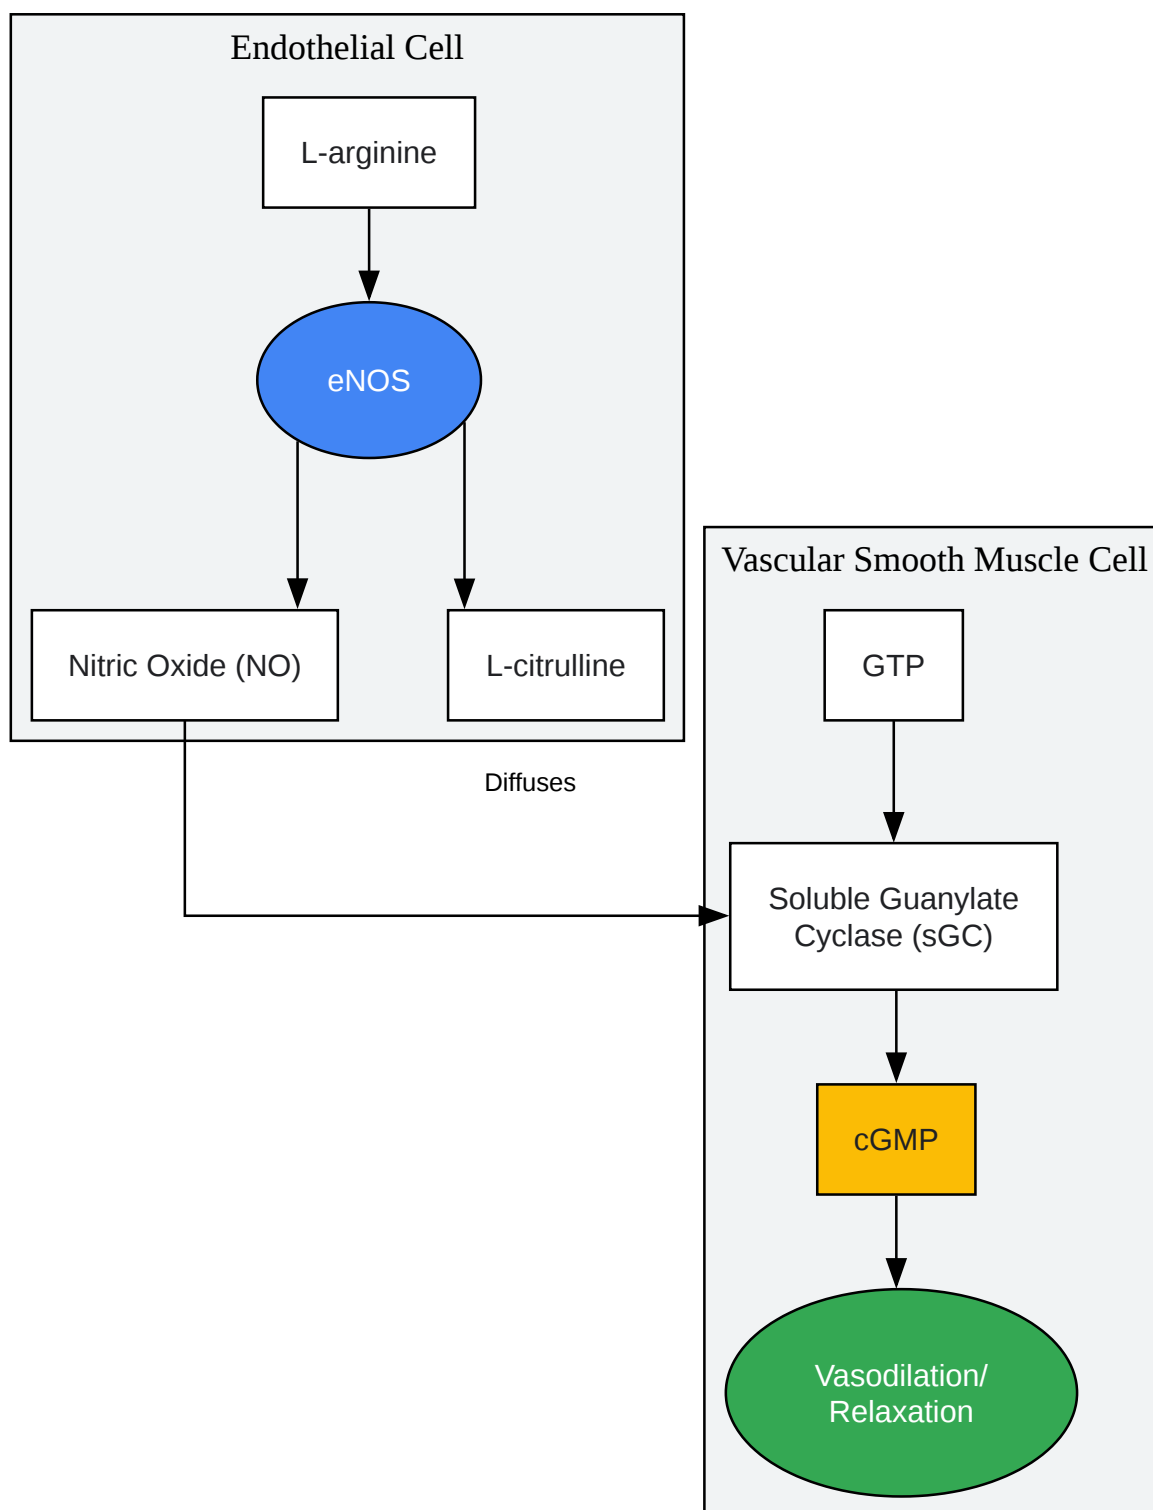 Endothelial Cell
L-arginine
eNOS
Nitric Oxide (NO)
L-citrulline
Diffuses
Vascular Smooth Muscle Cell
GTP
Soluble Guanylate
Cyclase (sGC)
cGMP
Vasodilation/
Relaxation